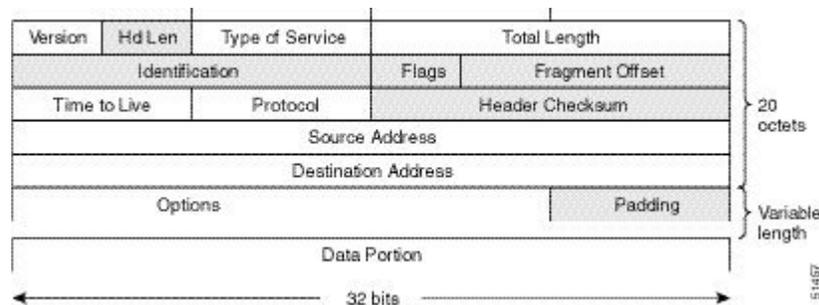 Version Hd Len Type of Service Total Length
Identification Flags Fragment Offset
Time to Live Protocol Header Checksum
20
octets
Source Address
Destination Address
Options Padding
Variable
length
Data Portion
32 bits
51457